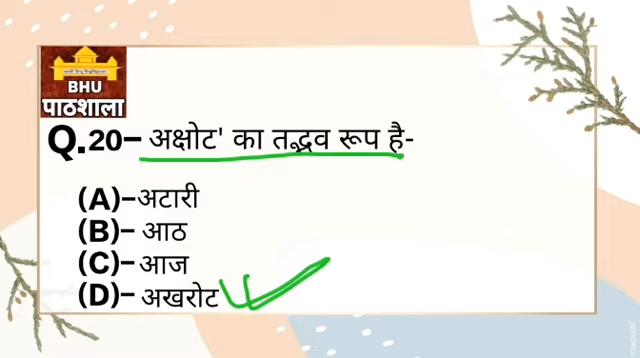 BHU
पाठशाला
Q.20– अक्षोट' का तद्भव रूप है-
(A)–अटारी
(B)– आठ
(C)– आज
(D)– अखरोट